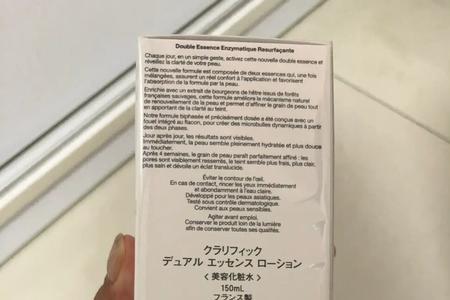 Double Essence Enzymatique Resurfaçante
Chaque jour, en un simple geste, activez cette double essence et
réveillez la clarté de votre peau.
Cette nouvelle formule est composée de deux essences qui, une fois
mélangées, assurent un réel confort à l'application et favorisent
l'absorption de la formule par la peau.
Enrichie avec un extrait de bourgeons de hêtre issus de forêts
françaises sauvages, cette formule améliore le mécanisme naturel
de renouvellement de la peau et permet d'affiner le grain de peau tout
en apportant de la clarté au teint.
Notre formule biphasée et précisément dosée a été conçue avec un
fouet intégré au flacon, pour créer des microbulles dynamiques à partir
des deux phases.
Jour après jour, les résultats sont visibles.
Immédiatement, la peau semble pleinement hydratée et plus douce
au toucher.
Après 4 semaines, le grain de peau paraît parfaitement affiné : les
pores sont visiblement resserrés, le teint semble plus frais, plus clair,
plus sain et dévoile un éclat translucide.
Éviter le contour de l'œil.
En cas de contact, rincer les yeux immédiatement
et abondamment à l'eau claire.
Développé pour les peaux asiatiques.
Testé sous contrôle dermatologique.
Convient aux peaux sensibles.
Agiter avant emploi.
Conserver le produit loin de la lumière
afin de conserver toutes ses qualités.
クラリフィック
デュアル エッセンス ローション
〈 美容化粧水 〉
150mL
フランス製